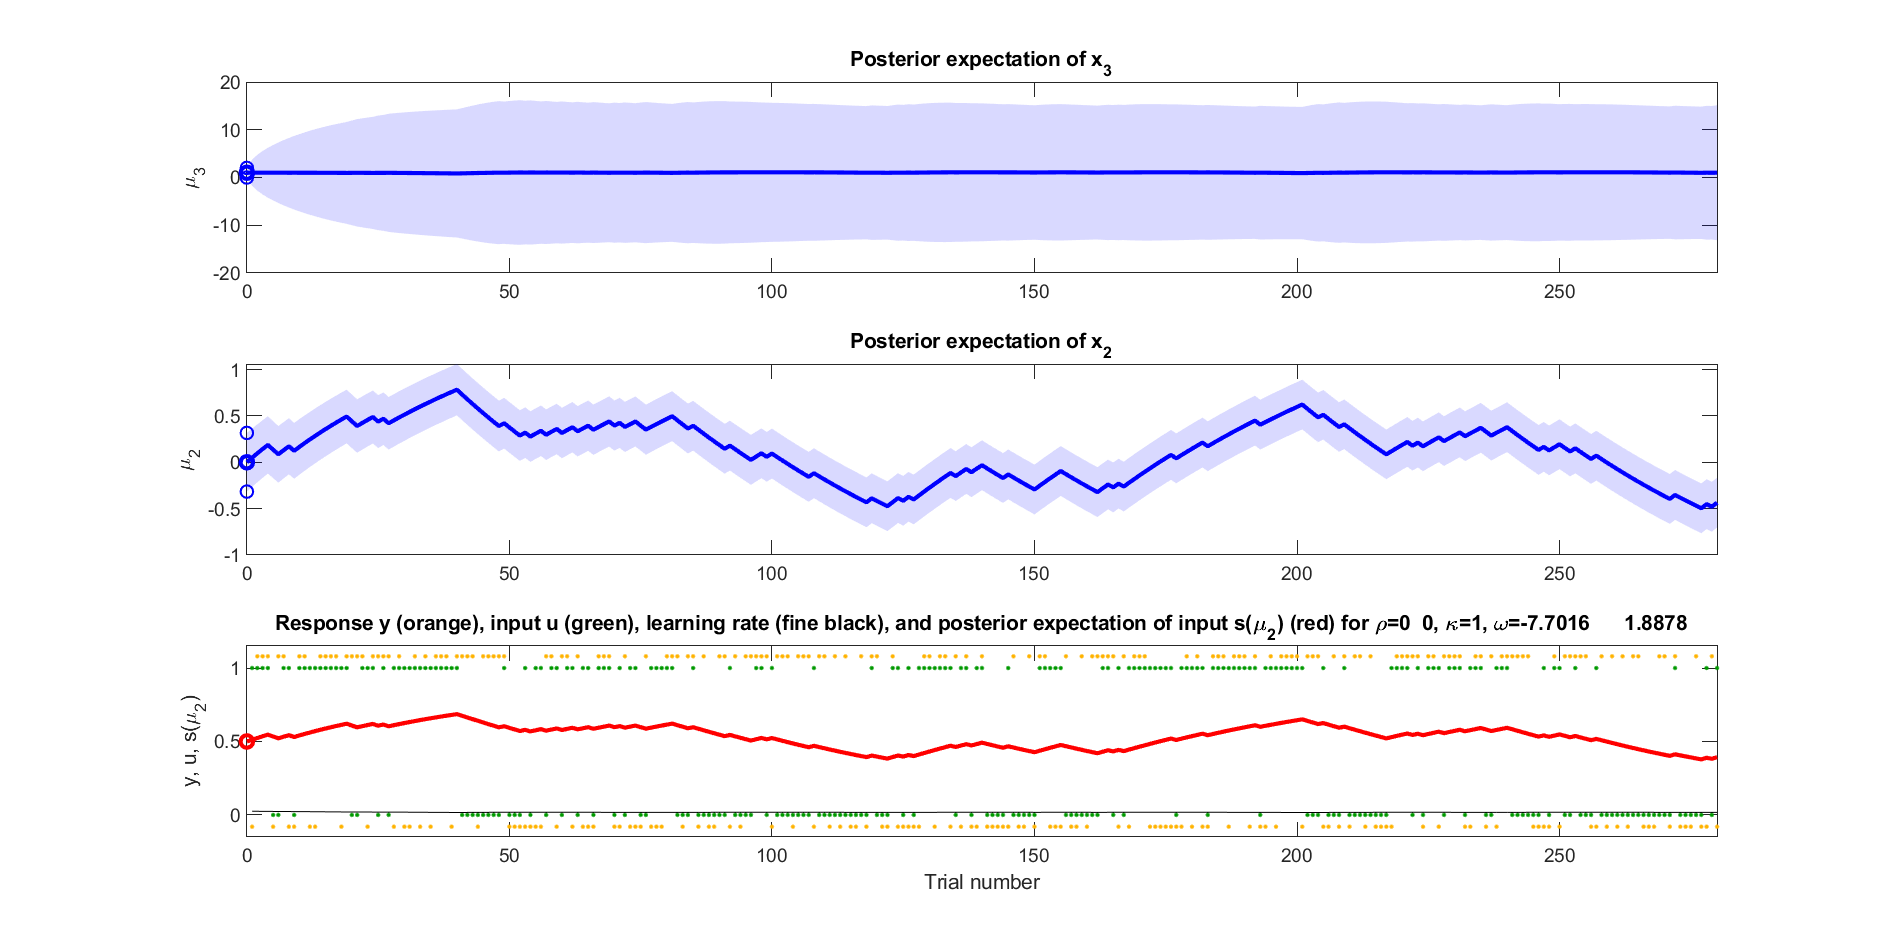 Posterior expectation of x3
20
10
0
-10
-20
μ3
0 50 100 150 200 250
Posterior expectation of x2
1
0.5
0
-0.5
-1
μ2
0 50 100 150 200 250
Response y (orange), input u (green), learning rate (fine black), and posterior expectation of input s(μ2) (red) for ρ=0 0, κ=1, ω=-7.7016 1.8878
1
0.5
0
y, u, s(μ2)
0 50 100 150 200 250
Trial number